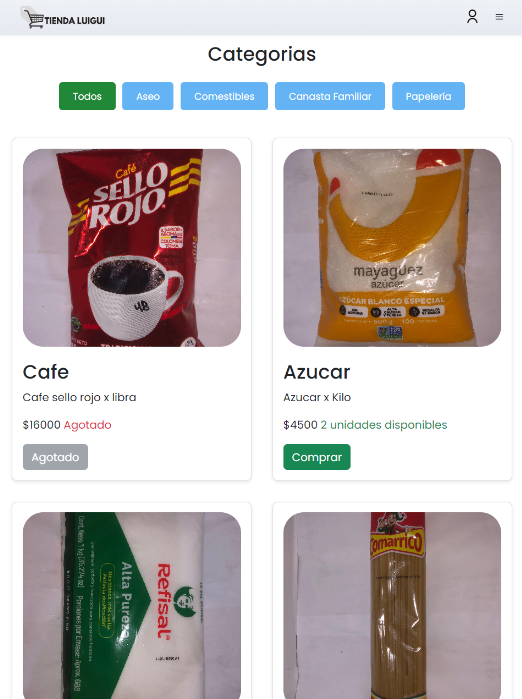 TIENDA LUIGUI
Categorias
Todos
Aseo
Comestibles
Canasta Familiar
Papelería
Café
SELLO
ROJO
mayagüez
azúcar
AZÚCAR BLANCO ESPECIAL
Cafe
Cafe sello rojo x libra
$16000 Agotado
Agotado
Azucar
Azucar x Kilo
$4500 2 unidades disponibles
Comprar
Refisal
Alta Pureza
Comarrico